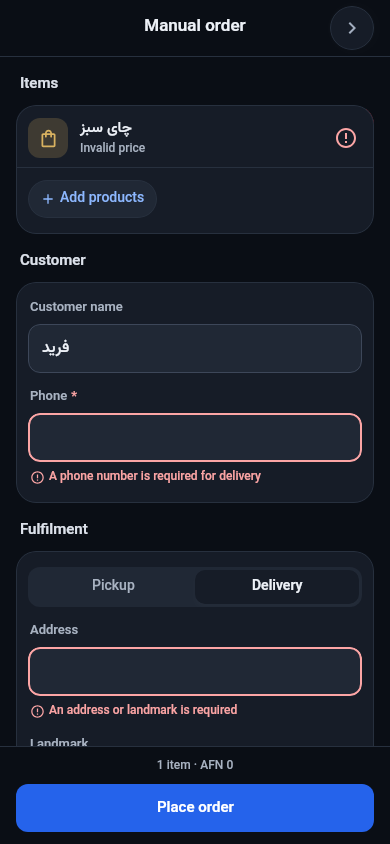 Manual order
Items
چای سبز
Invalid price
Add products
Customer
Customer name
فرید
Phone *
A phone number is required for delivery
Fulfilment
Pickup
Delivery
Address
An address or landmark is required
Landmark
1 item · AFN 0
Place order